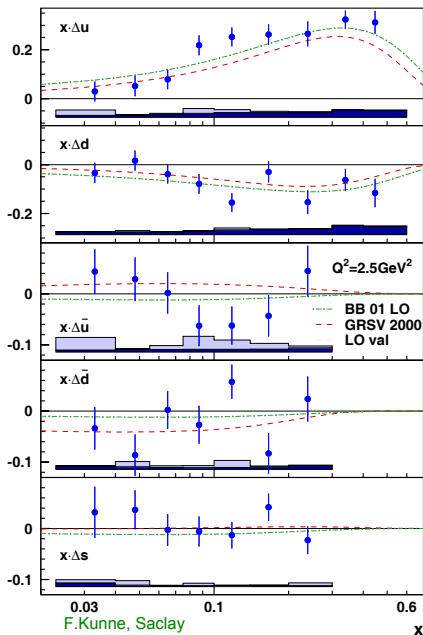 x·Δu
0.2
0
x·Δd
0
-0.2
Q²=2.5GeV²
0
BB 01 LO
x·Δū
GRSV 2000
LO val
-0.1
x·Δd̄
0
-0.1
0
x·Δs
-0.1
0.03 0.1 0.6
F.Kunne, Saclay x